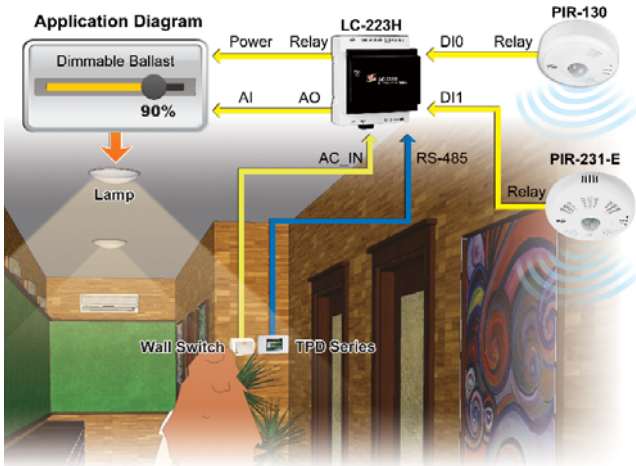 Application Diagram
LC-223H
PIR-130
Power
Relay
DI0
Relay
Dimmable Ballast
90%
AI
AO
DI1
AC_IN
RS-485
PIR-231-E
Lamp
Relay
Wall Switch
TPD Series